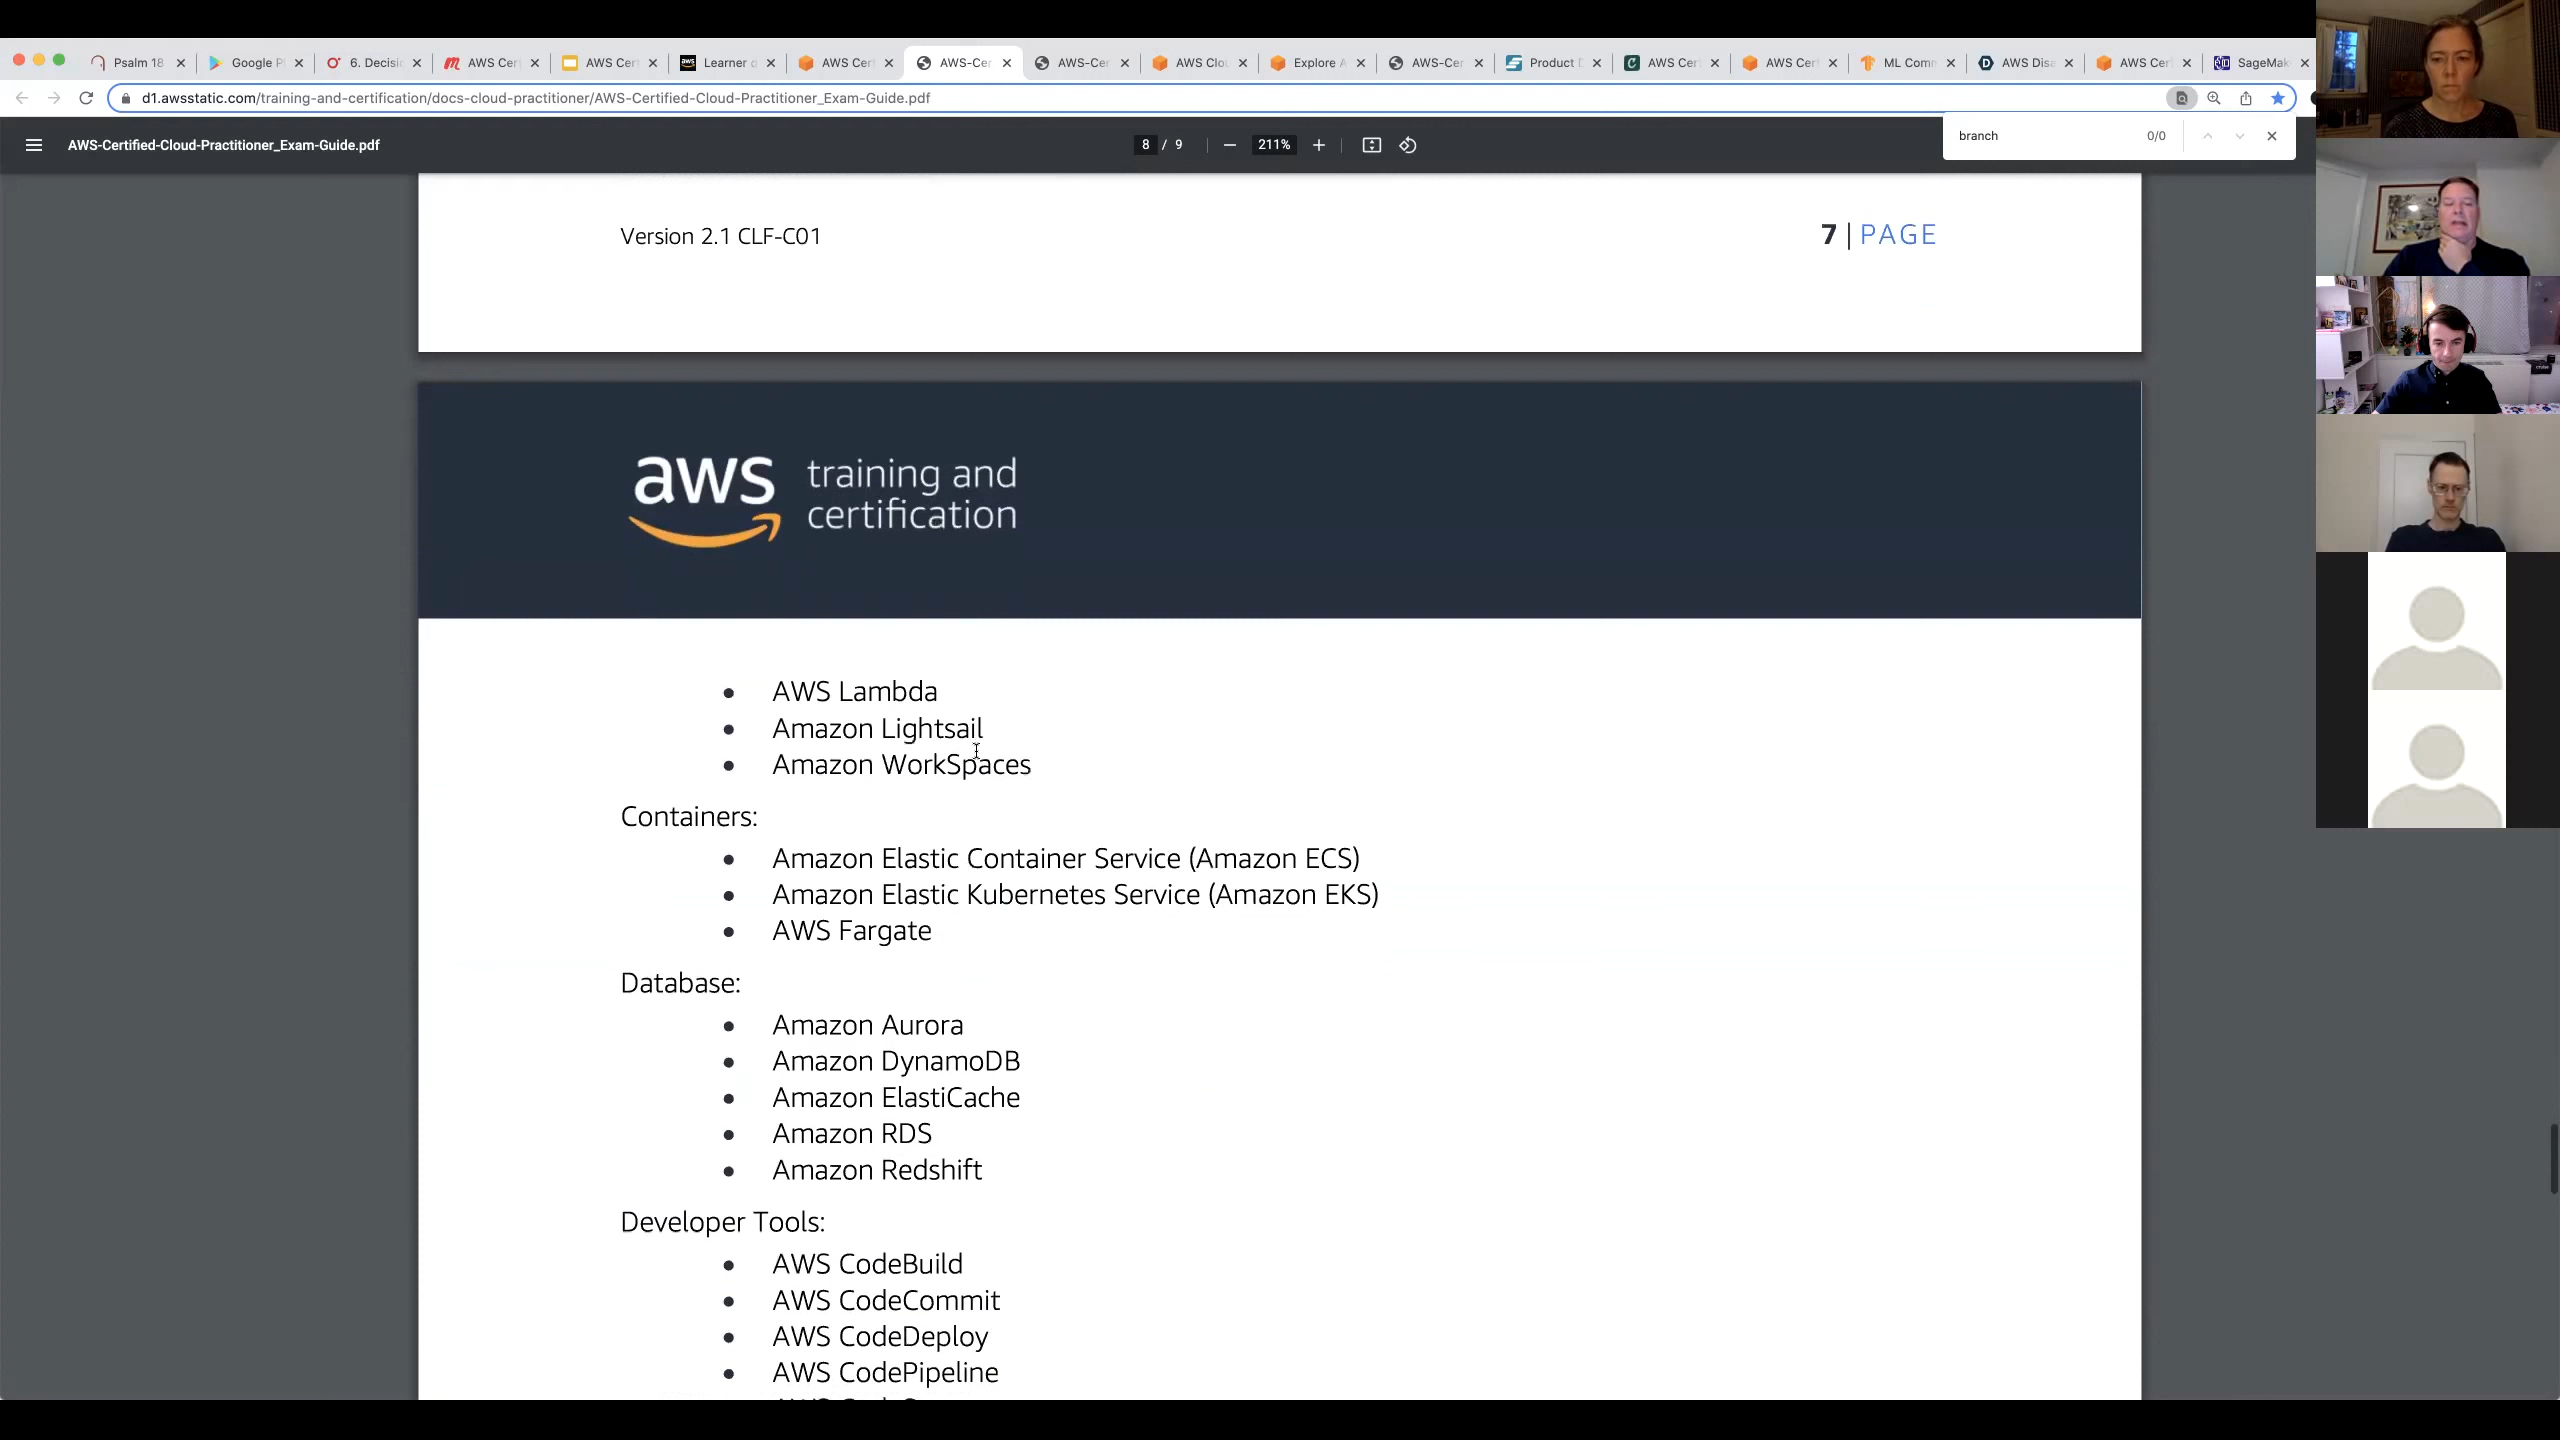 Psalm 18
Google P
6. Decisi
AWS Cer
AWS Cer
Learner d
AWS Cert
AWS-Cer
AWS-Cer
AWS Clou
Explore A
AWS-Cer
Product D
AWS Cer
AWS Cert
ML Comm
AWS Disa
AWS Cer
SageMak
d1.awsstatic.com/training-and-certification/docs-cloud-practitioner/AWS-Certified-Cloud-Practitioner_Exam-Guide.pdf
branch 0/0
AWS-Certified-Cloud-Practitioner_Exam-Guide.pdf
8 / 9
211%
Version 2.1 CLF-C01
7 | PAGE
aws training and
certification
• AWS Lambda
• Amazon Lightsail
• Amazon WorkSpaces
Containers:
• Amazon Elastic Container Service (Amazon ECS)
• Amazon Elastic Kubernetes Service (Amazon EKS)
• AWS Fargate
Database:
• Amazon Aurora
• Amazon DynamoDB
• Amazon ElastiCache
• Amazon RDS
• Amazon Redshift
Developer Tools:
• AWS CodeBuild
• AWS CodeCommit
• AWS CodeDeploy
• AWS CodePipeline